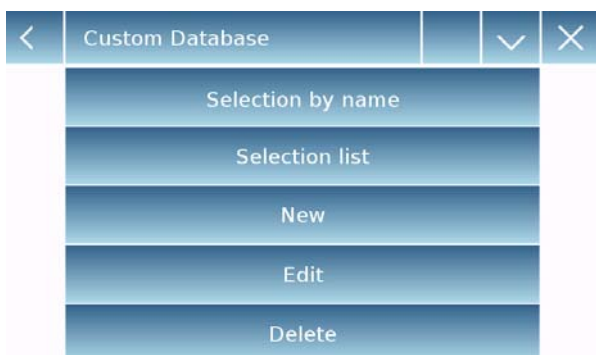 Custom Database
Selection by name
Selection list
New
Edit
Delete